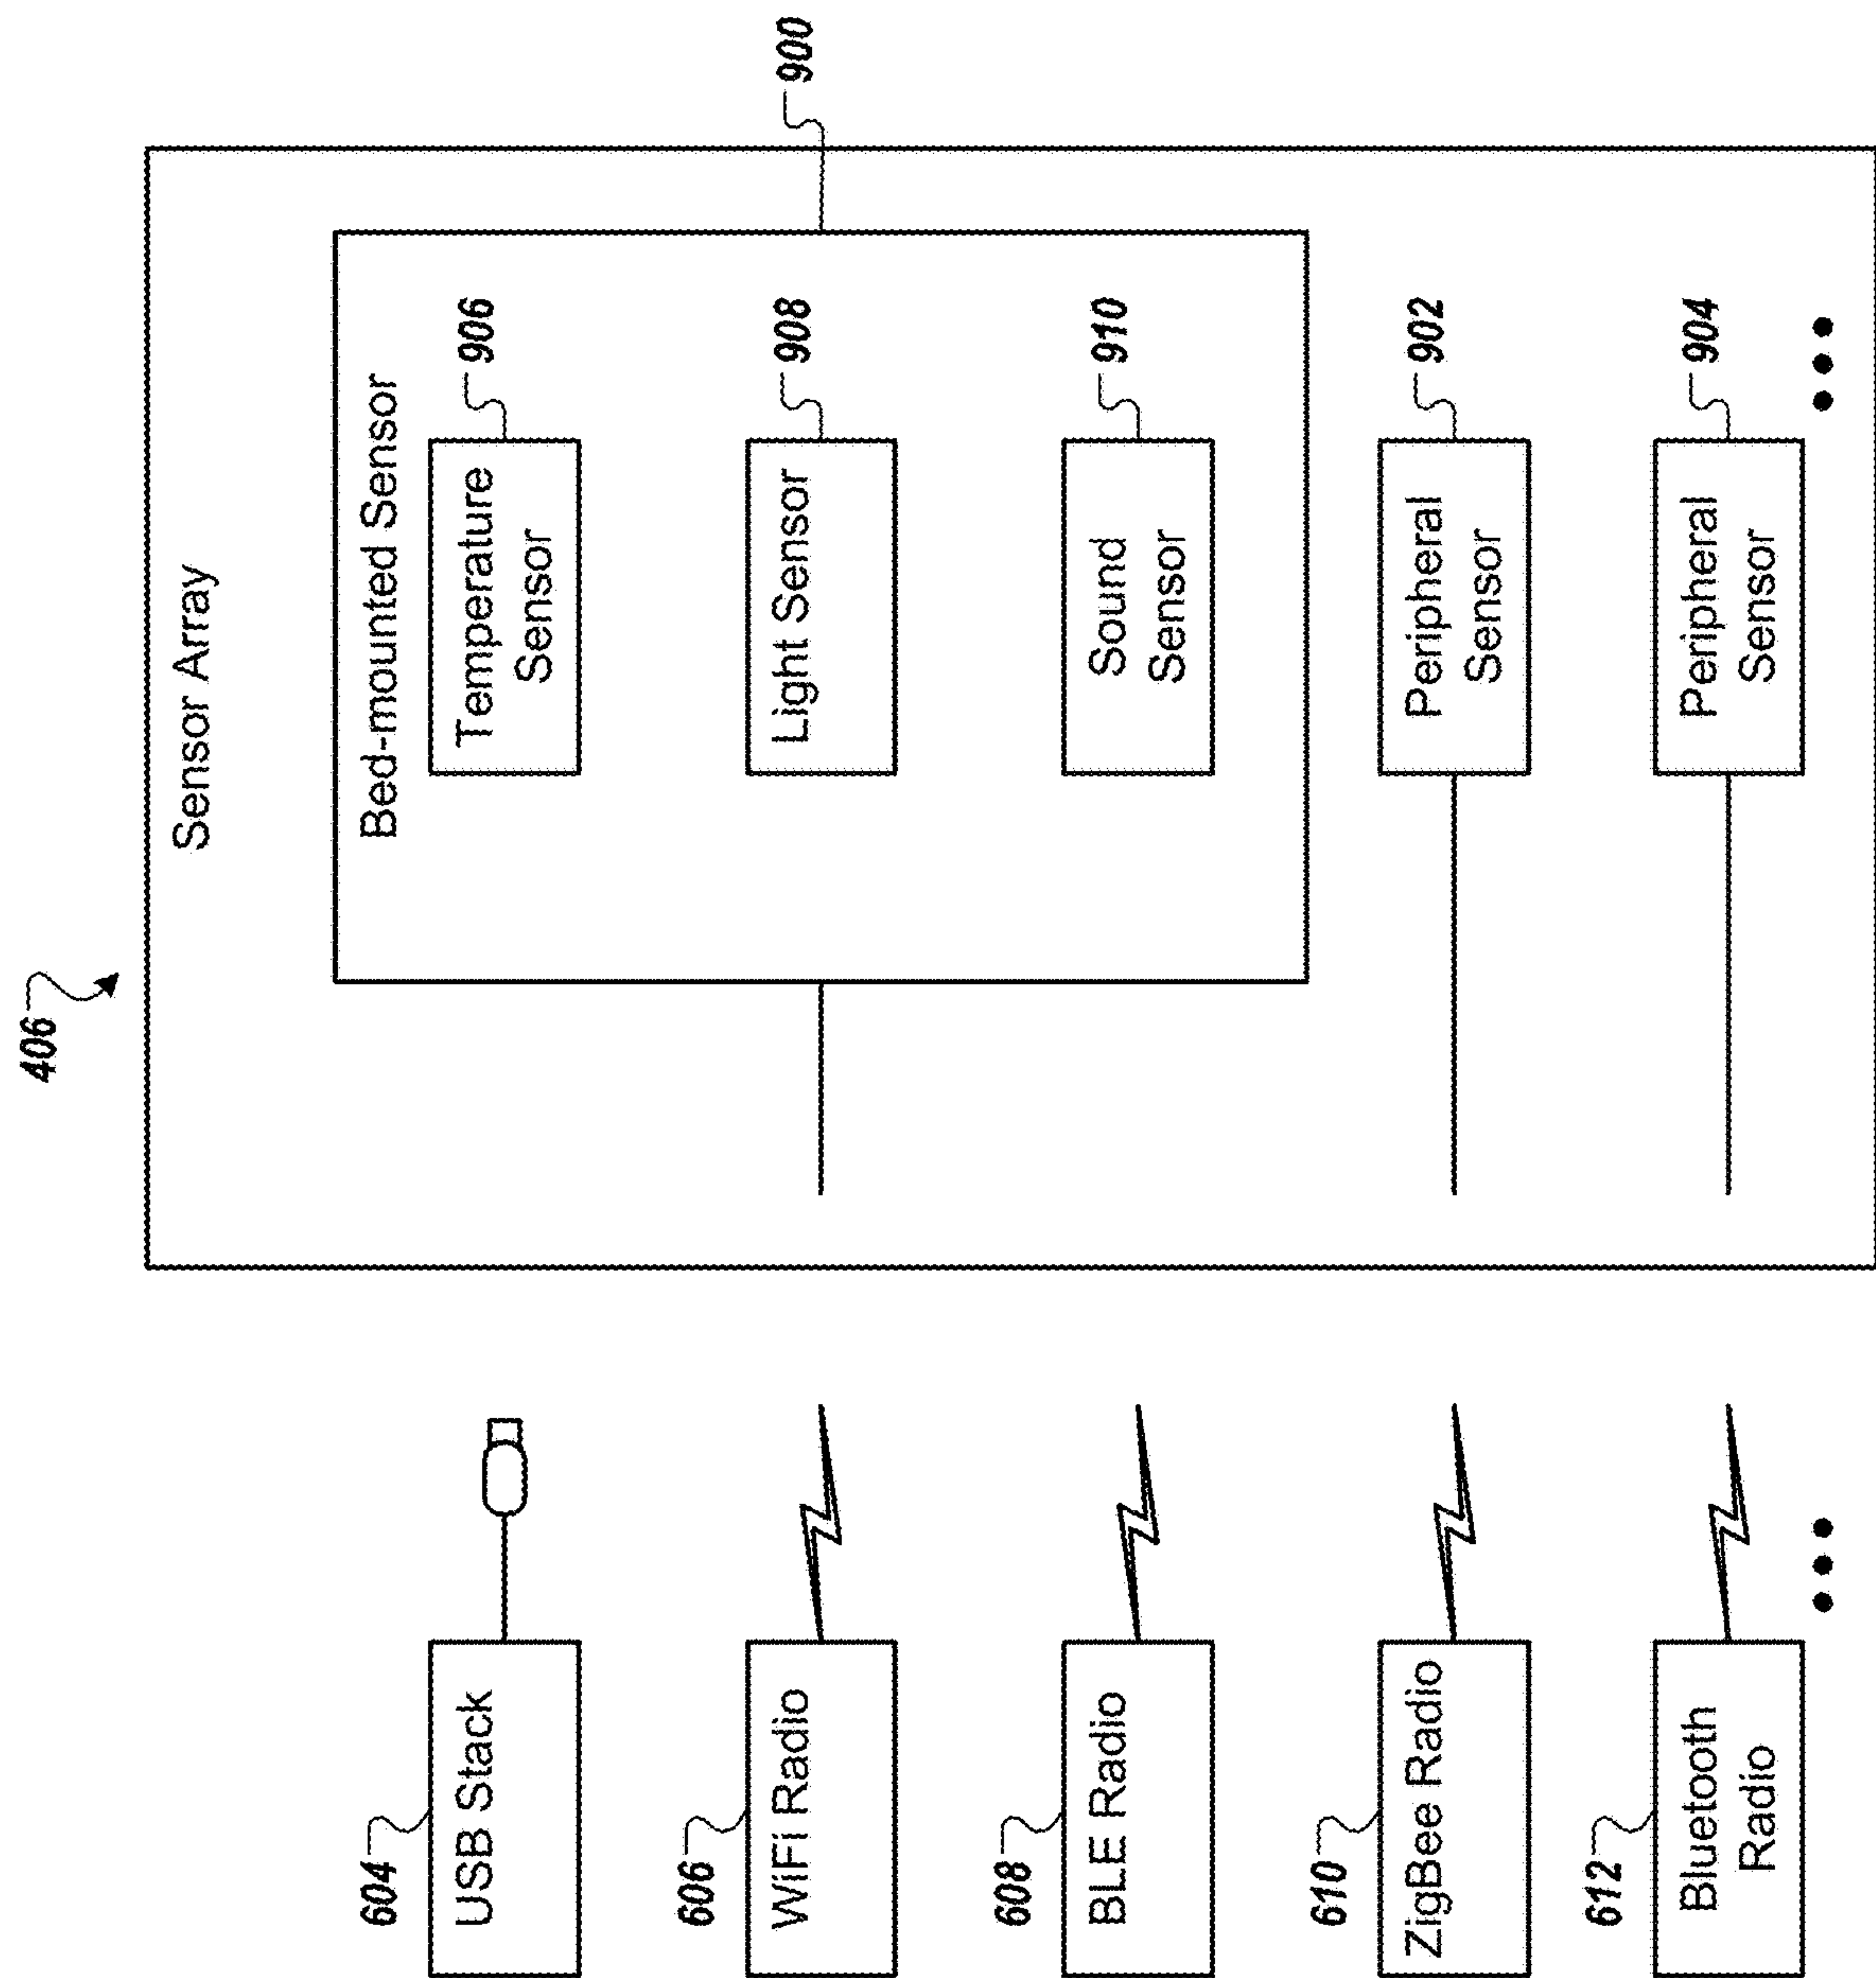 406
Sensor Array
Bed-mounted Sensor
900
604
USB Stack
Temperature
Sensor
906
606
WiFi Radio
Light Sensor
908
608
BLE Radio
Sound
Sensor
910
610
ZigBee Radio
Peripheral
Sensor
902
612
Bluetooth
Radio
Peripheral
Sensor
904